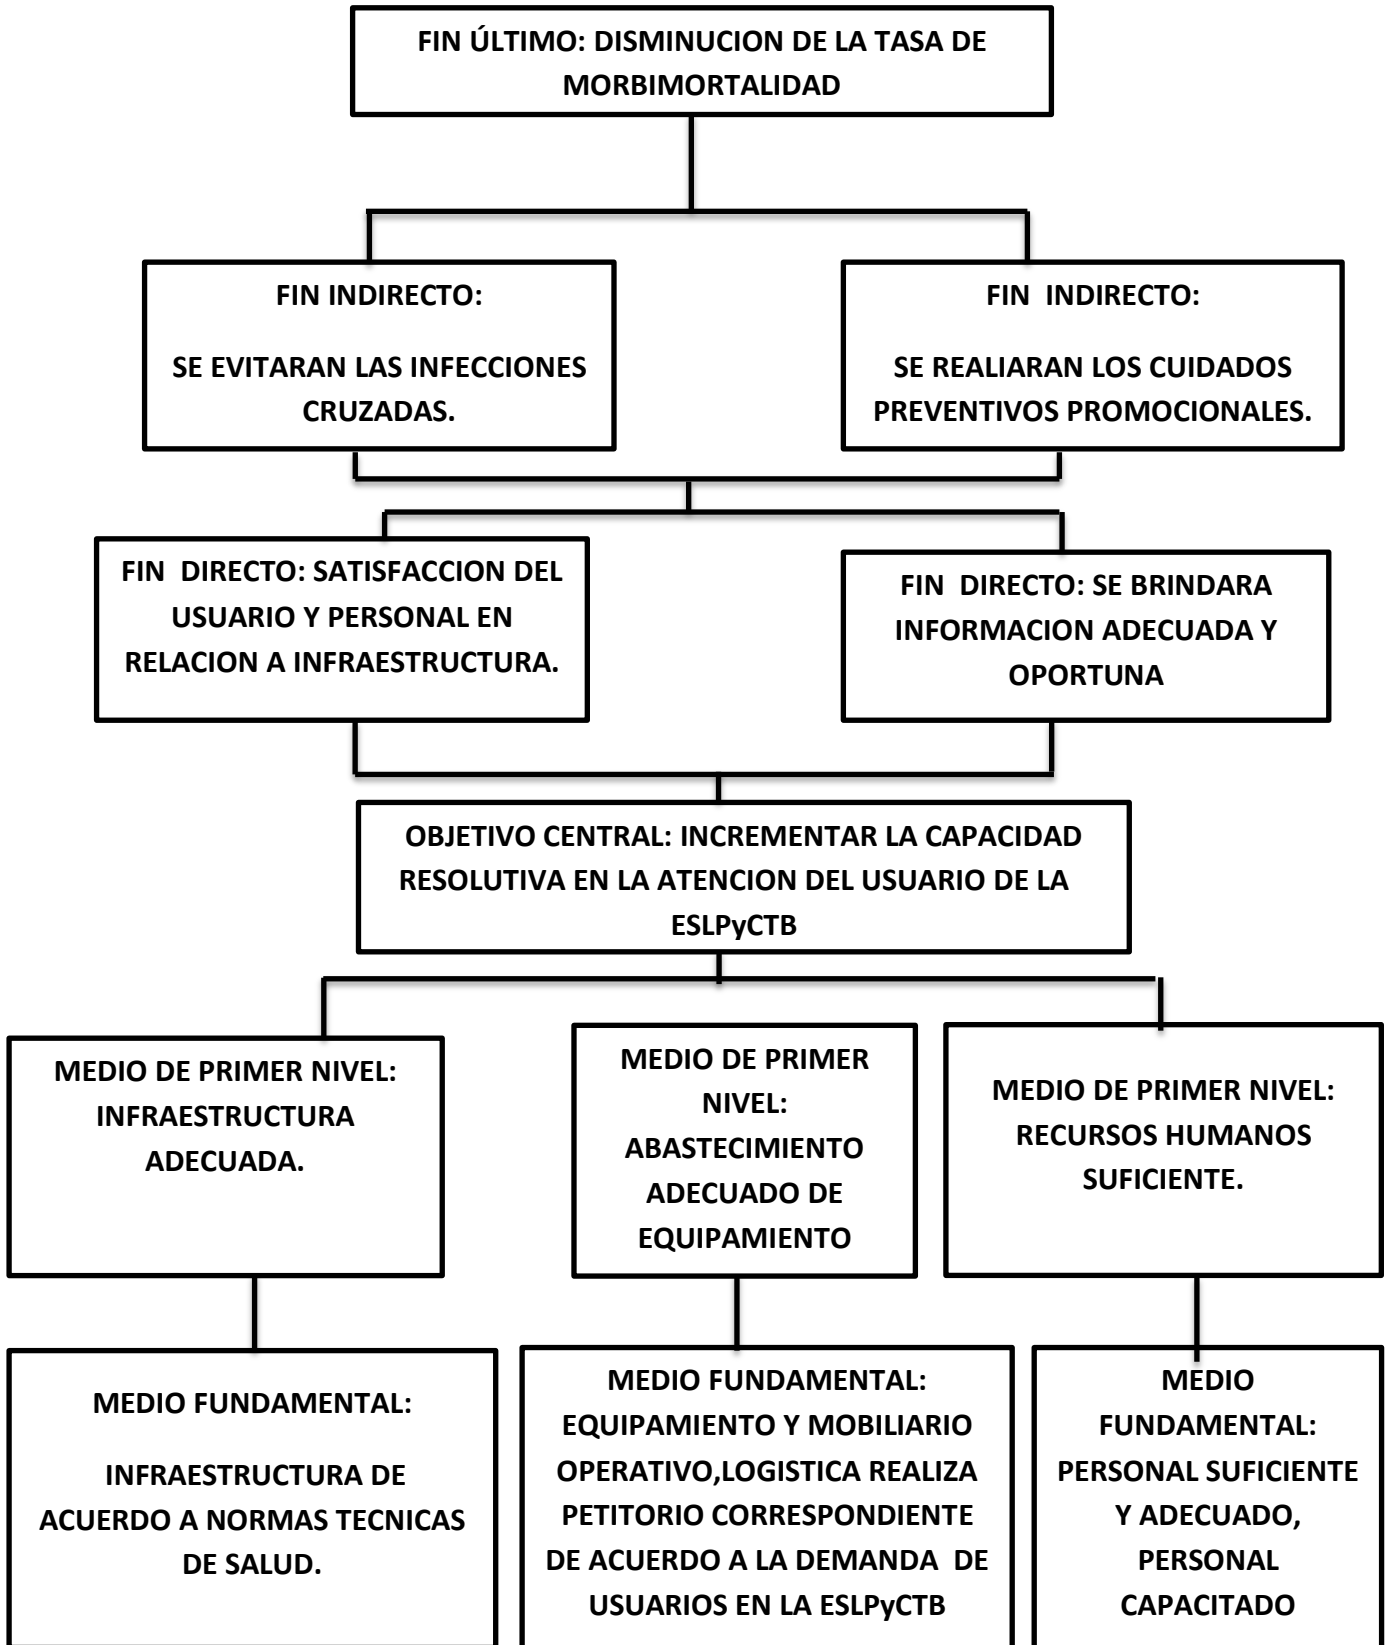 FIN ÚLTIMO: DISMINUCION DE LA TASA DE
MORBIMORTALIDAD
FIN INDIRECTO:
SE EVITARAN LAS INFECCIONES
CRUZADAS.
FIN INDIRECTO:
SE REALIARAN LOS CUIDADOS
PREVENTIVOS PROMOCIONALES.
FIN DIRECTO: SATISFACCION DEL
USUARIO Y PERSONAL EN
RELACION A INFRAESTRUCTURA.
FIN DIRECTO: SE BRINDARA
INFORMACION ADECUADA Y
OPORTUNA
OBJETIVO CENTRAL: INCREMENTAR LA CAPACIDAD
RESOLUTIVA EN LA ATENCION DEL USUARIO DE LA
ESLPyCTB
MEDIO DE PRIMER NIVEL:
INFRAESTRUCTURA
ADECUADA.
MEDIO DE PRIMER
NIVEL:
ABASTECIMIENTO
ADECUADO DE
EQUIPAMIENTO
MEDIO DE PRIMER NIVEL:
RECURSOS HUMANOS
SUFICIENTE.
MEDIO FUNDAMENTAL:
INFRAESTRUCTURA DE
ACUERDO A NORMAS TECNICAS
DE SALUD.
MEDIO FUNDAMENTAL:
EQUIPAMIENTO Y MOBILIARIO
OPERATIVO,LOGISTICA REALIZA
PETITORIO CORRESPONDIENTE
DE ACUERDO A LA DEMANDA DE
USUARIOS EN LA ESLPyCTB
MEDIO
FUNDAMENTAL:
PERSONAL SUFICIENTE
Y ADECUADO,
PERSONAL
CAPACITADO